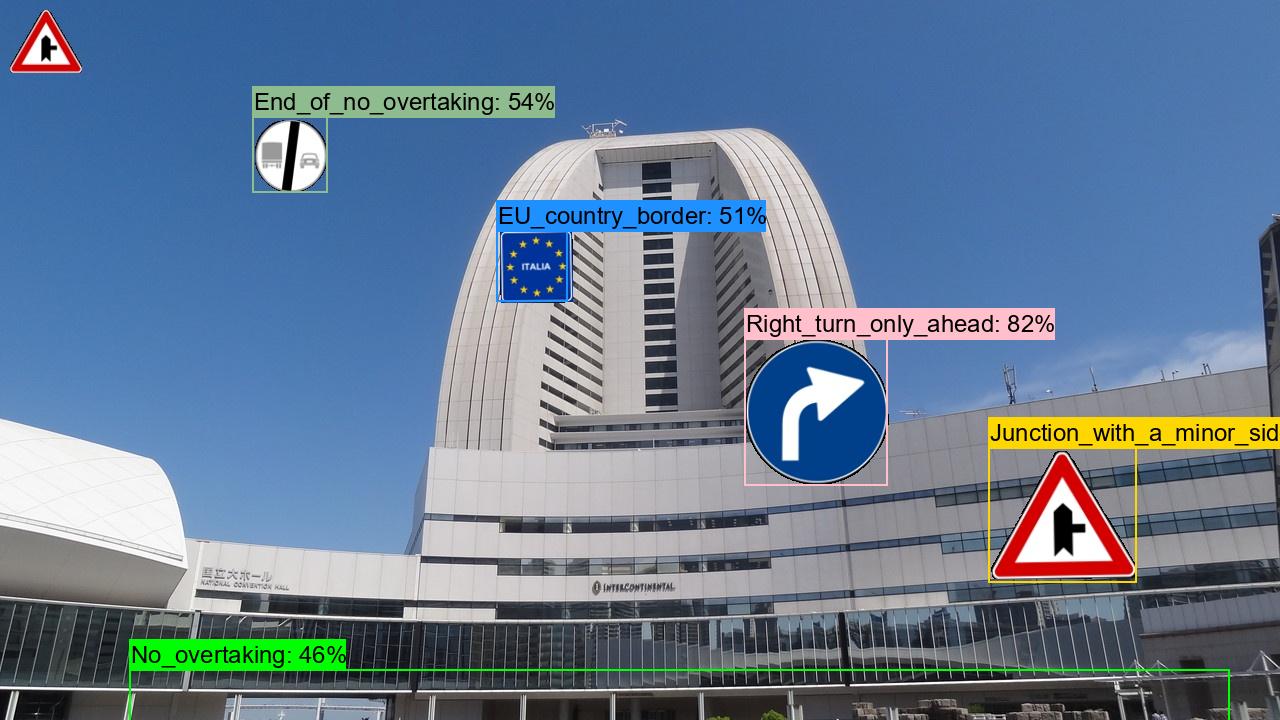 End_of_no_overtaking: 54%
EU_country_border: 51%
ITALIA
Right_turn_only_ahead: 82%
Junction_with_a_minor_sid
国立大ホール
NATIONAL CONVENTION HALL
INTERCONTINENTAL
No_overtaking: 46%